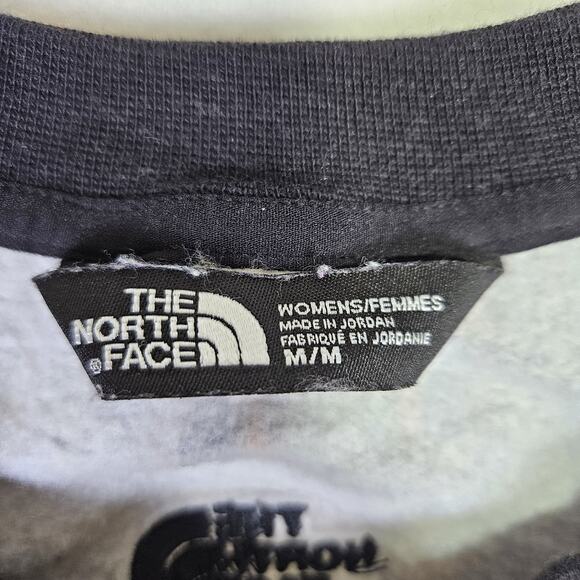 THE
NORTH
FACE
®
WOMENS/FEMMES
MADE IN JORDAN
FABRIQUÉ EN JORDANIE
M/M